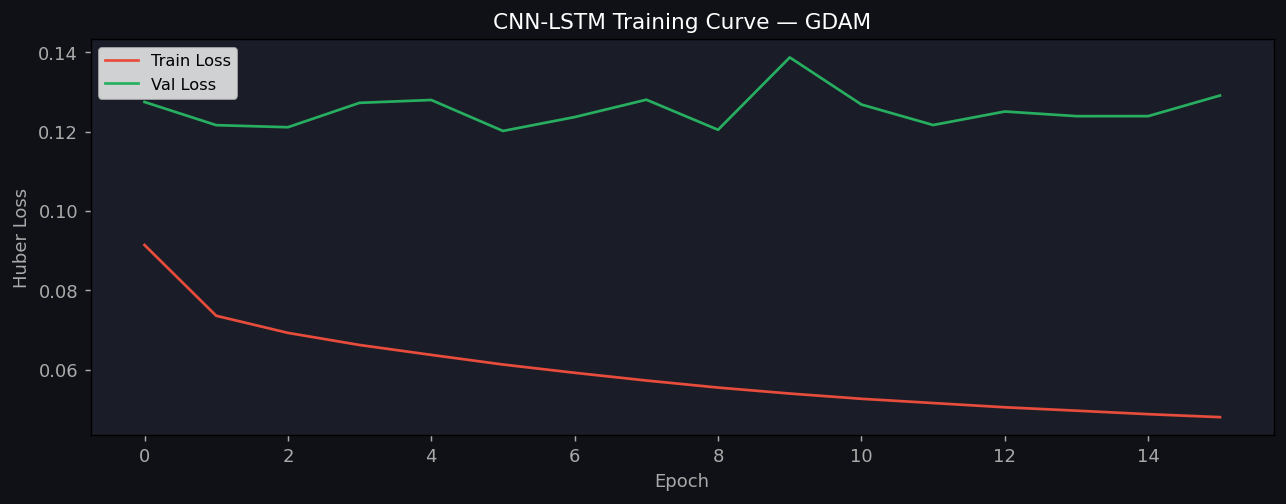 CNN-LSTM Training Curve — GDAM
Train Loss
Val Loss
Huber Loss
0.14
0.12
0.10
0.08
0.06
0 2 4 6 8 10 12 14
Epoch